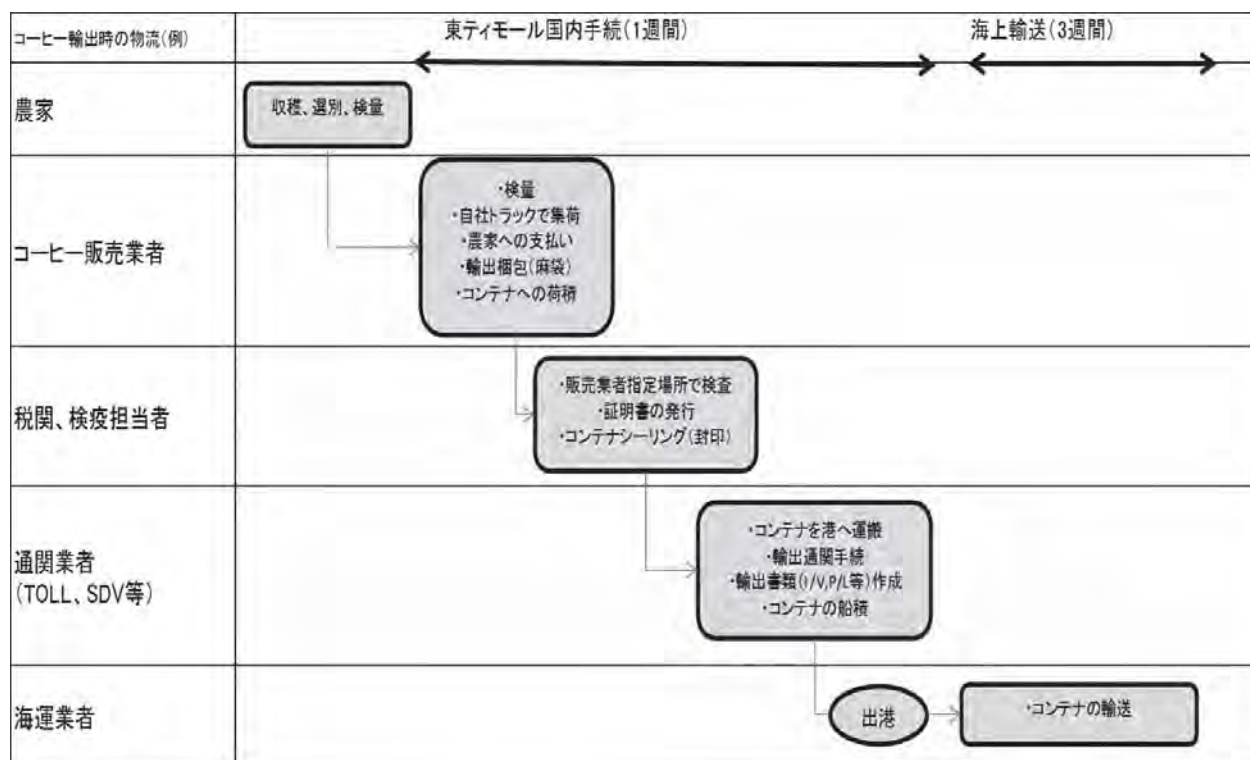 コーヒー輸出時の物流(例)
東ティモール国内手続(1週間)
海上輸送(3週間)
農家
収穫、選別、検量
コーヒー販売業者
・検量
・自社トラックで集荷
・農家への支払い
・輸出梱包(麻袋)
・コンテナへの荷積
税関、検疫担当者
・販売業者指定場所で検査
・証明書の発行
・コンテナシーリング(封印)
通関業者
(TOLL、SDV等)
・コンテナを港へ運搬
・輸出通関手続
・輸出書類(I/V,P/L等)作成
・コンテナの船積
海運業者
出港
・コンテナの輸送